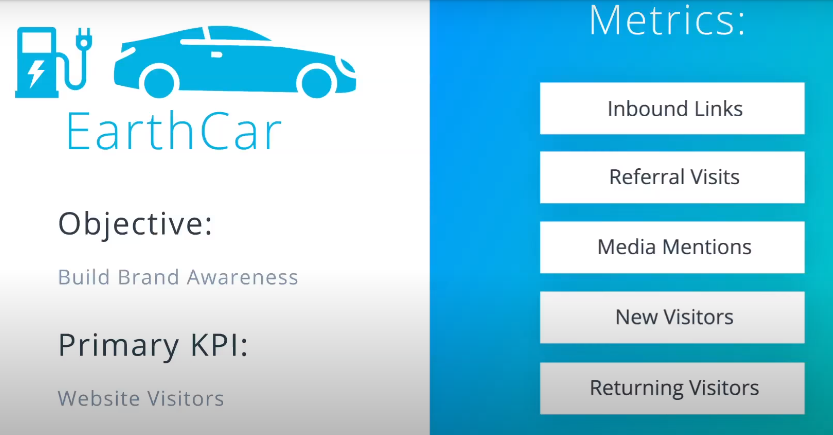 EarthCar
Objective:
Build Brand Awareness
Primary KPI:
Website Visitors
Metrics:
Inbound Links
Referral Visits
Media Mentions
New Visitors
Returning Visitors